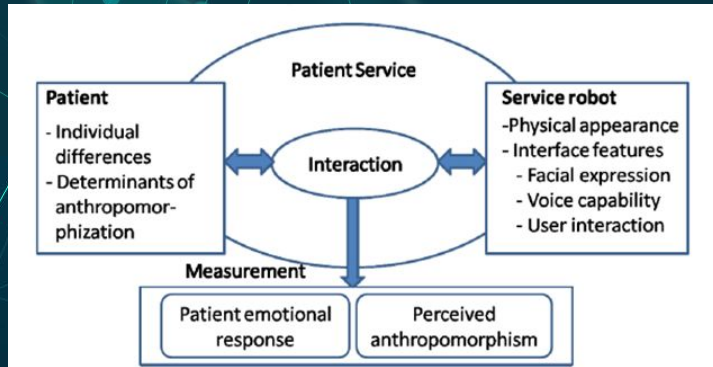 Patient Service
Patient
- Individual
differences
- Determinants of
anthropomor-
phization
Interaction
Service robot
-Physical appearance
- Interface features
- Facial expression
- Voice capability
- User interaction
Measurement
Patient emotional
response
Perceived
anthropomorphism